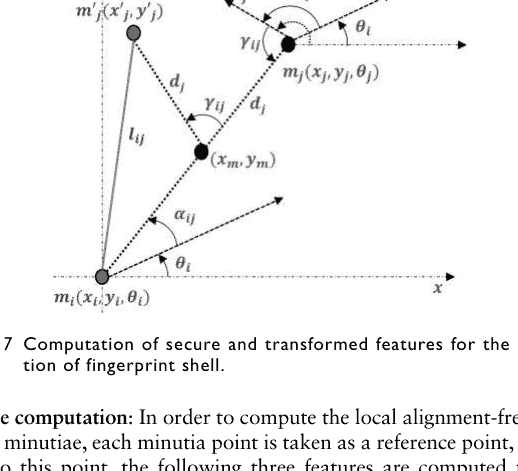 m′j(x′j, y′j)
θi
γij
mj(xj, yj, θj)
dj
γij
dj
lij
(xm, ym)
αij
θi
mi(xi, yi, θi)
x
7 Computation of secure and transformed features for the
tion of fingerprint shell.
e computation: In order to compute the local alignment-fre
minutiae, each minutia point is taken as a reference point,
o this point, the following three features are computed